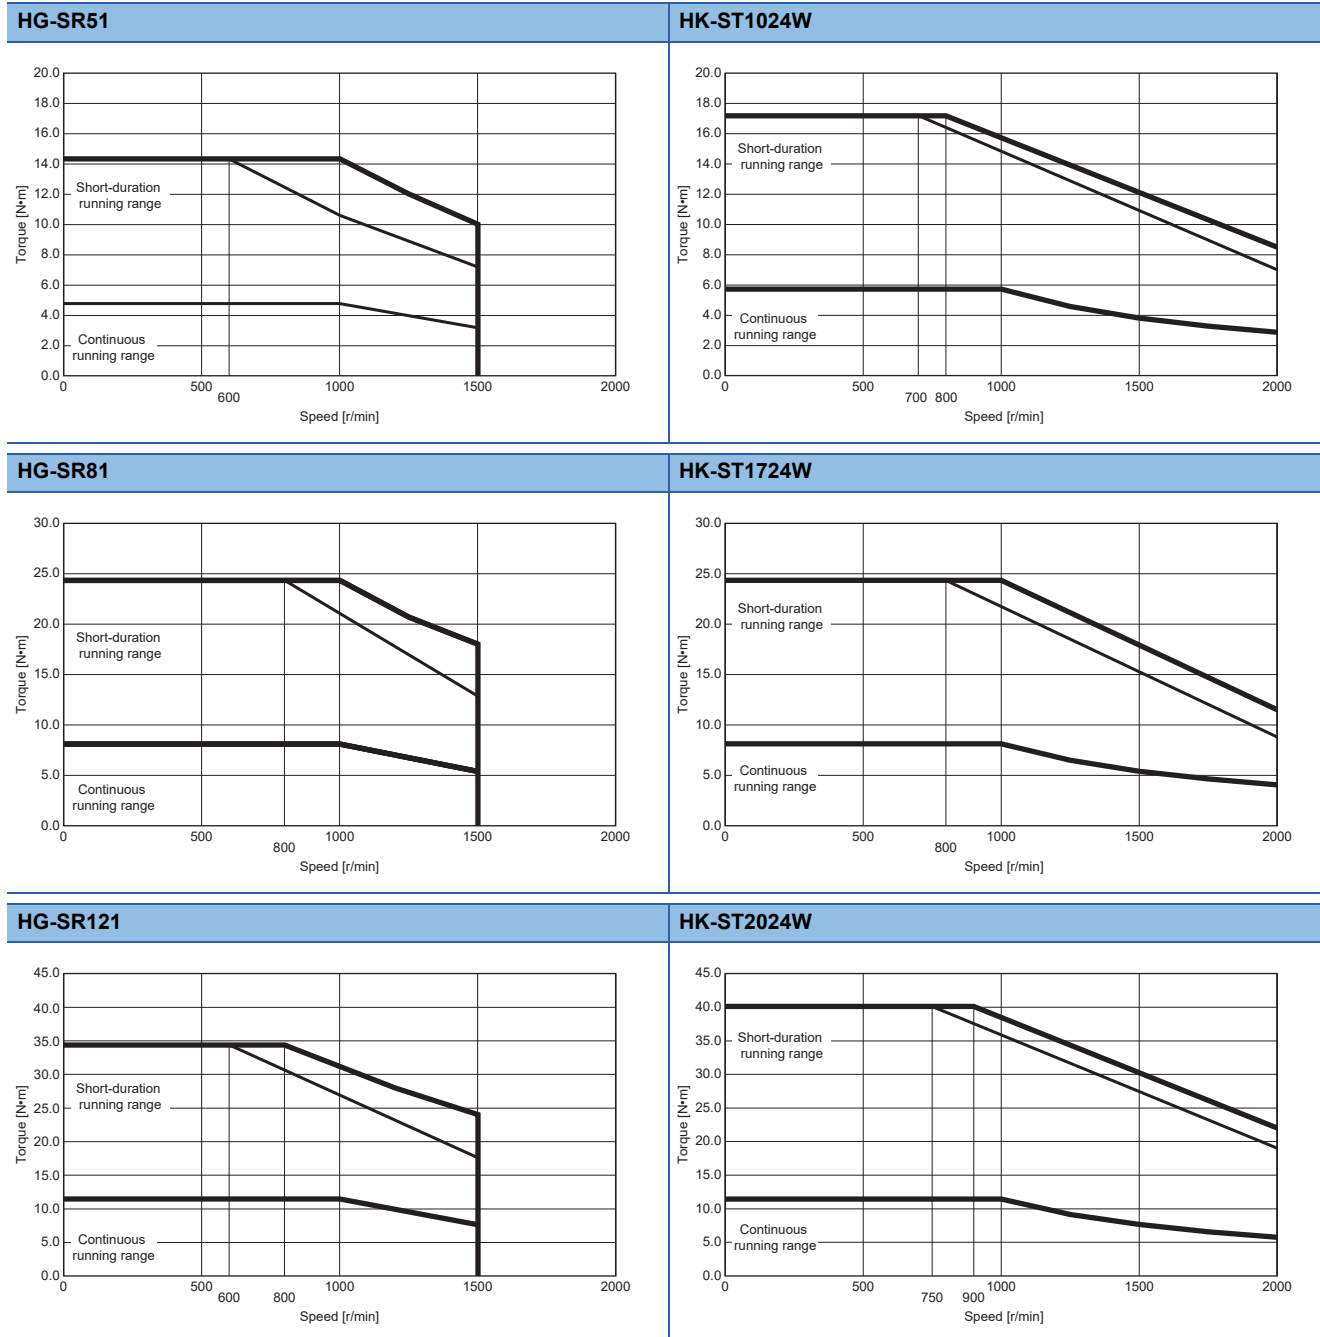 HG-SR51
HK-ST1024W
20.0
18.0
16.0
14.0
12.0
10.0
8.0
6.0
4.0
2.0
0.0
Torque [N•m]
Short-duration
running range
Continuous
running range
0
500
1000
1500
2000
600
Speed [r/min]
20.0
18.0
16.0
14.0
12.0
10.0
8.0
6.0
4.0
2.0
0.0
Torque [N•m]
Short-duration
running range
Continuous
running range
0
500
1000
1500
2000
700 800
Speed [r/min]
HG-SR81
HK-ST1724W
30.0
25.0
20.0
15.0
10.0
5.0
0.0
Torque [N•m]
Short-duration
running range
Continuous
running range
0
500
1000
1500
2000
800
Speed [r/min]
30.0
25.0
20.0
15.0
10.0
5.0
0.0
Torque [N•m]
Short-duration
running range
Continuous
running range
0
500
1000
1500
2000
800
Speed [r/min]
HG-SR121
HK-ST2024W
45.0
40.0
35.0
30.0
25.0
20.0
15.0
10.0
5.0
0.0
Torque [N•m]
Short-duration
running range
Continuous
running range
0
500
1000
1500
2000
600
800
Speed [r/min]
45.0
40.0
35.0
30.0
25.0
20.0
15.0
10.0
5.0
0.0
Torque [N•m]
Short-duration
running range
Continuous
running range
0
500
1000
1500
2000
750
900
Speed [r/min]